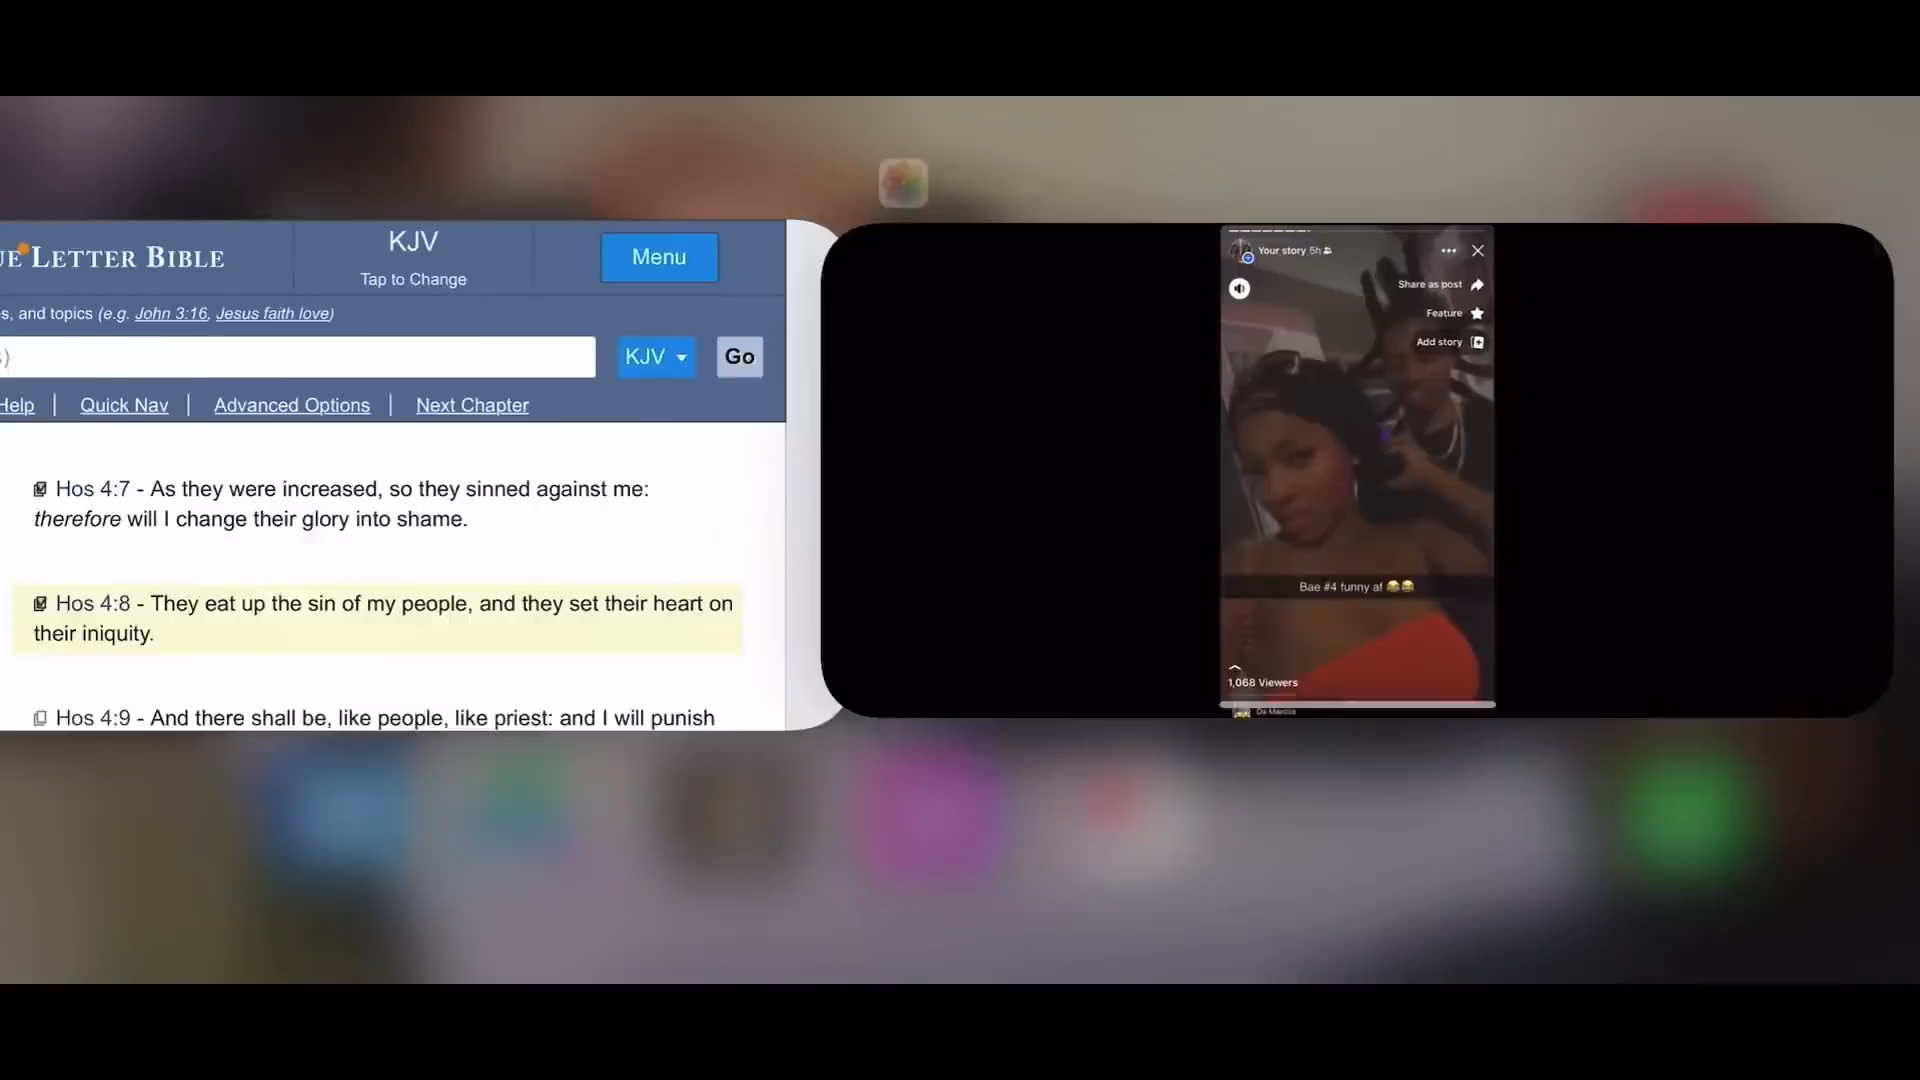 UE LETTER BIBLE
KJV
Tap to Change
Menu
s, and topics (e.g. John 3:16, Jesus faith love)
s)
KJV
Go
Help | Quick Nav | Advanced Options | Next Chapter
Hos 4:7 - As they were increased, so they sinned against me:
therefore will I change their glory into shame.
Hos 4:8 - They eat up the sin of my people, and they set their heart on
their iniquity.
Hos 4:9 - And there shall be, like people, like priest: and I will punish
Your story 5h
Share as post
Feature
Add story
Bae #4 funny af 😂😂
1,068 Viewers